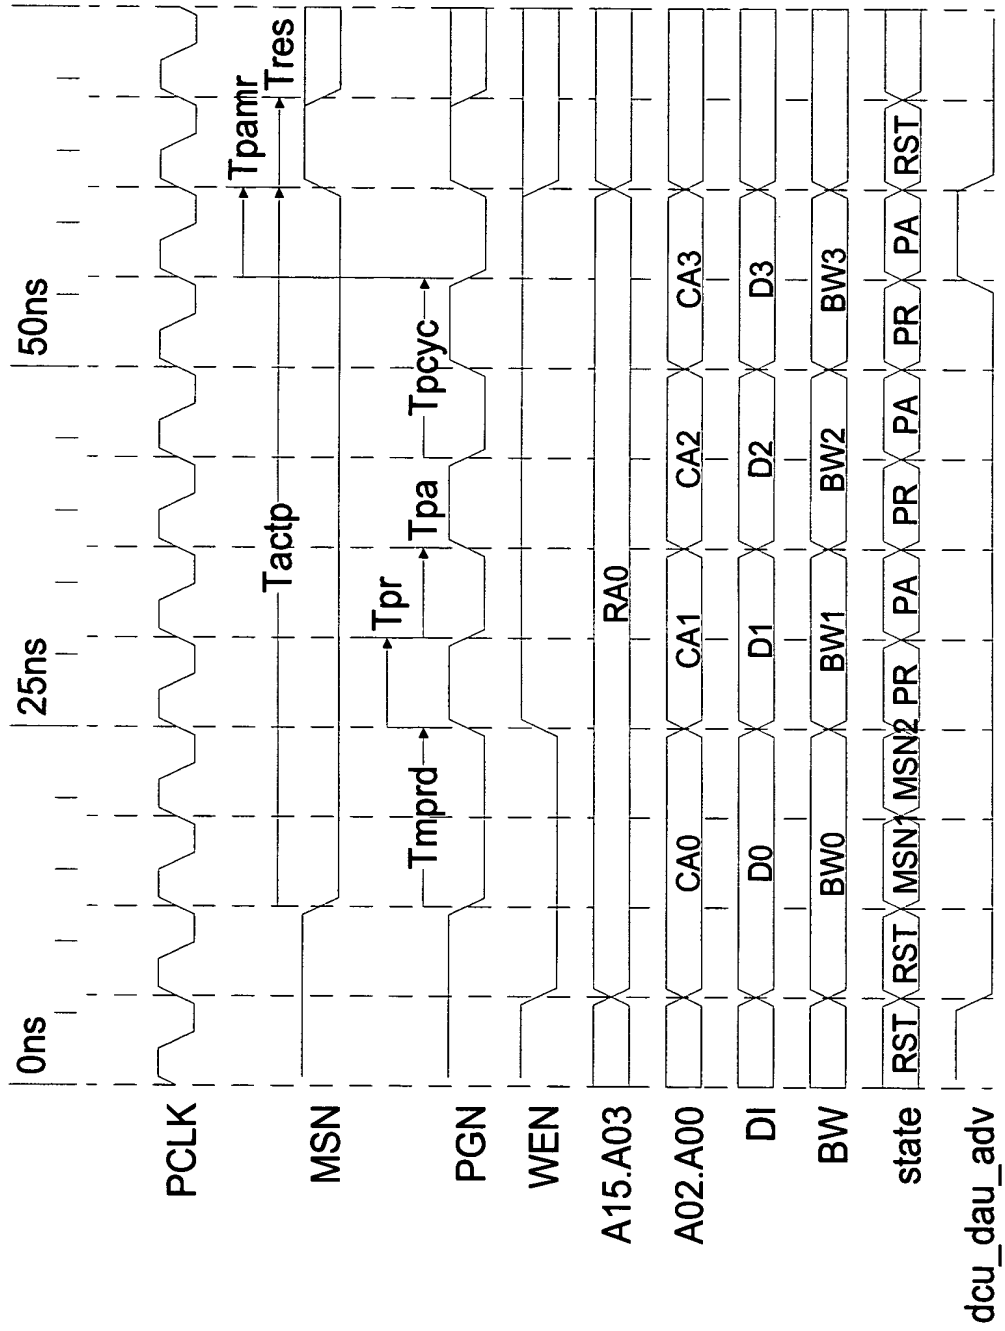 0ns 25ns 50ns
PCLK
Tpamr
MSN Tactp Tres
Tpr
PGN Tmprd Tpa Tpcyc
WEN
A15.A03 RA0
A02.A00 CA0 CA1 CA2 CA3
DI D0 D1 D2 D3
BW BW0 BW1 BW2 BW3
state RST RST MSN1 MSN2 PR PA PR PA PR PA RST
dcu_dau_adv